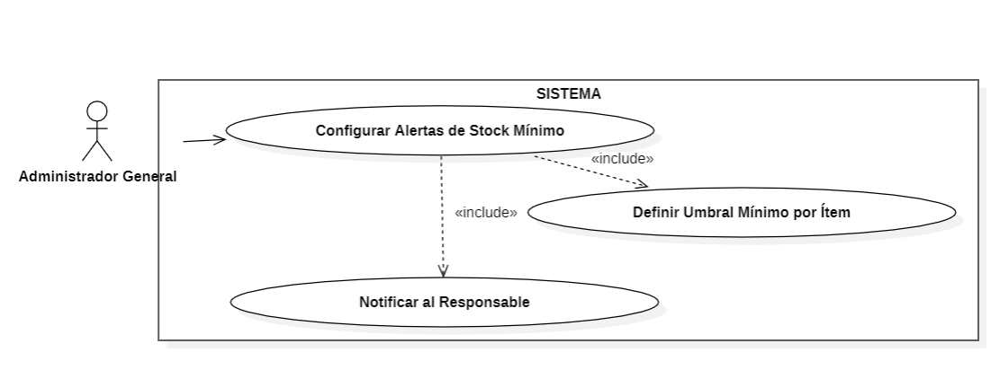 SISTEMA
Configurar Alertas de Stock Mínimo
«include»
Administrador General
«include»
Definir Umbral Mínimo por Ítem
Notificar al Responsable